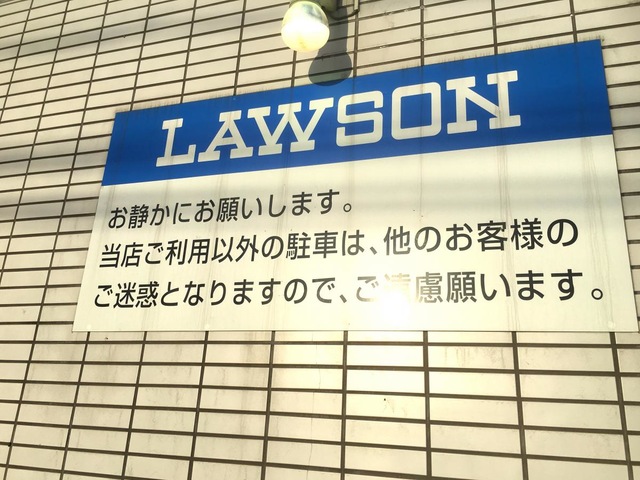 LAWSON
お静かにお願いします。
当店ご利用以外の駐車は、他のお客様の
ご迷惑となりますので、ご遠慮願います。